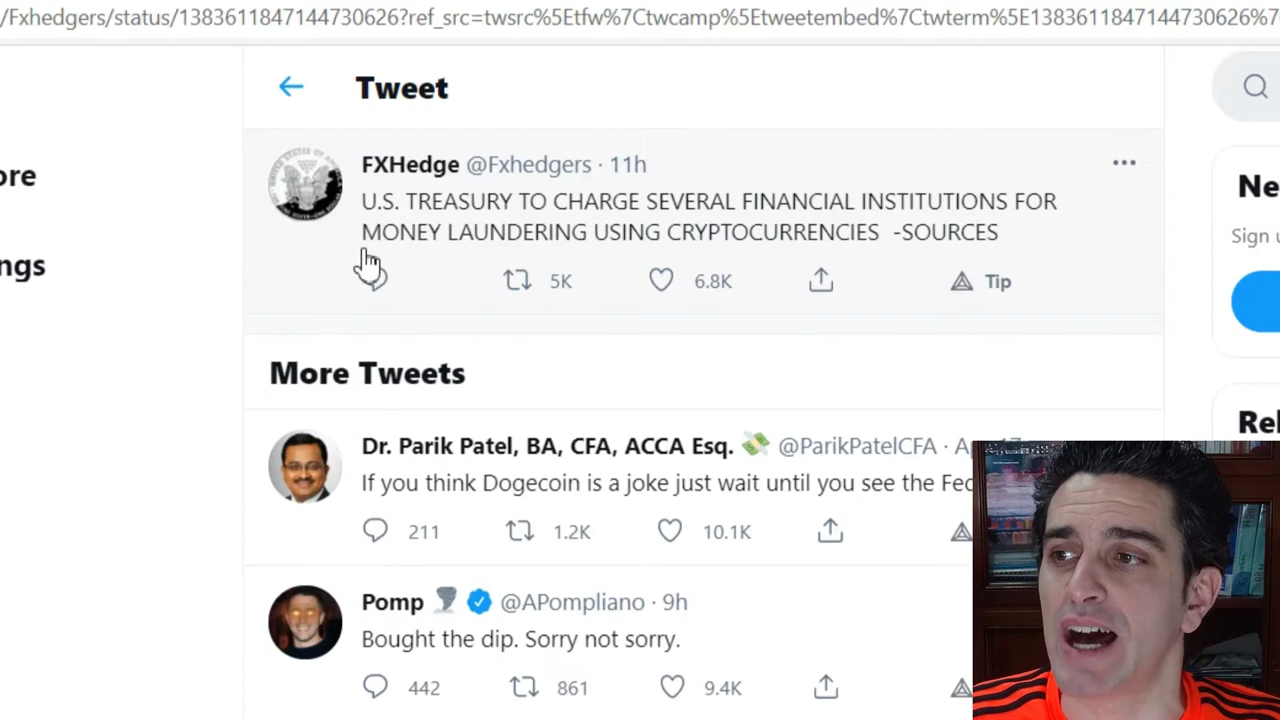 /Fxhedgers/status/1383611847144730626?ref_src=twsrc%5Etfw%7Ctwcamp%5Etweetembed%7Ctwterm%5E1383611847144730626%7
Tweet
FXHedge @Fxhedgers · 11h
U.S. TREASURY TO CHARGE SEVERAL FINANCIAL INSTITUTIONS FOR
MONEY LAUNDERING USING CRYPTOCURRENCIES -SOURCES
5K 6.8K Tip
More Tweets
Dr. Parik Patel, BA, CFA, ACCA Esq. 💸 @ParikPatelCFA ·
If you think Dogecoin is a joke just wait until you see the
211 1.2K 10.1K
Pomp 🌪 @APompliano · 9h
Bought the dip. Sorry not sorry.
442 861 9.4K
ore
ngs
Ne
Sign u
Rel